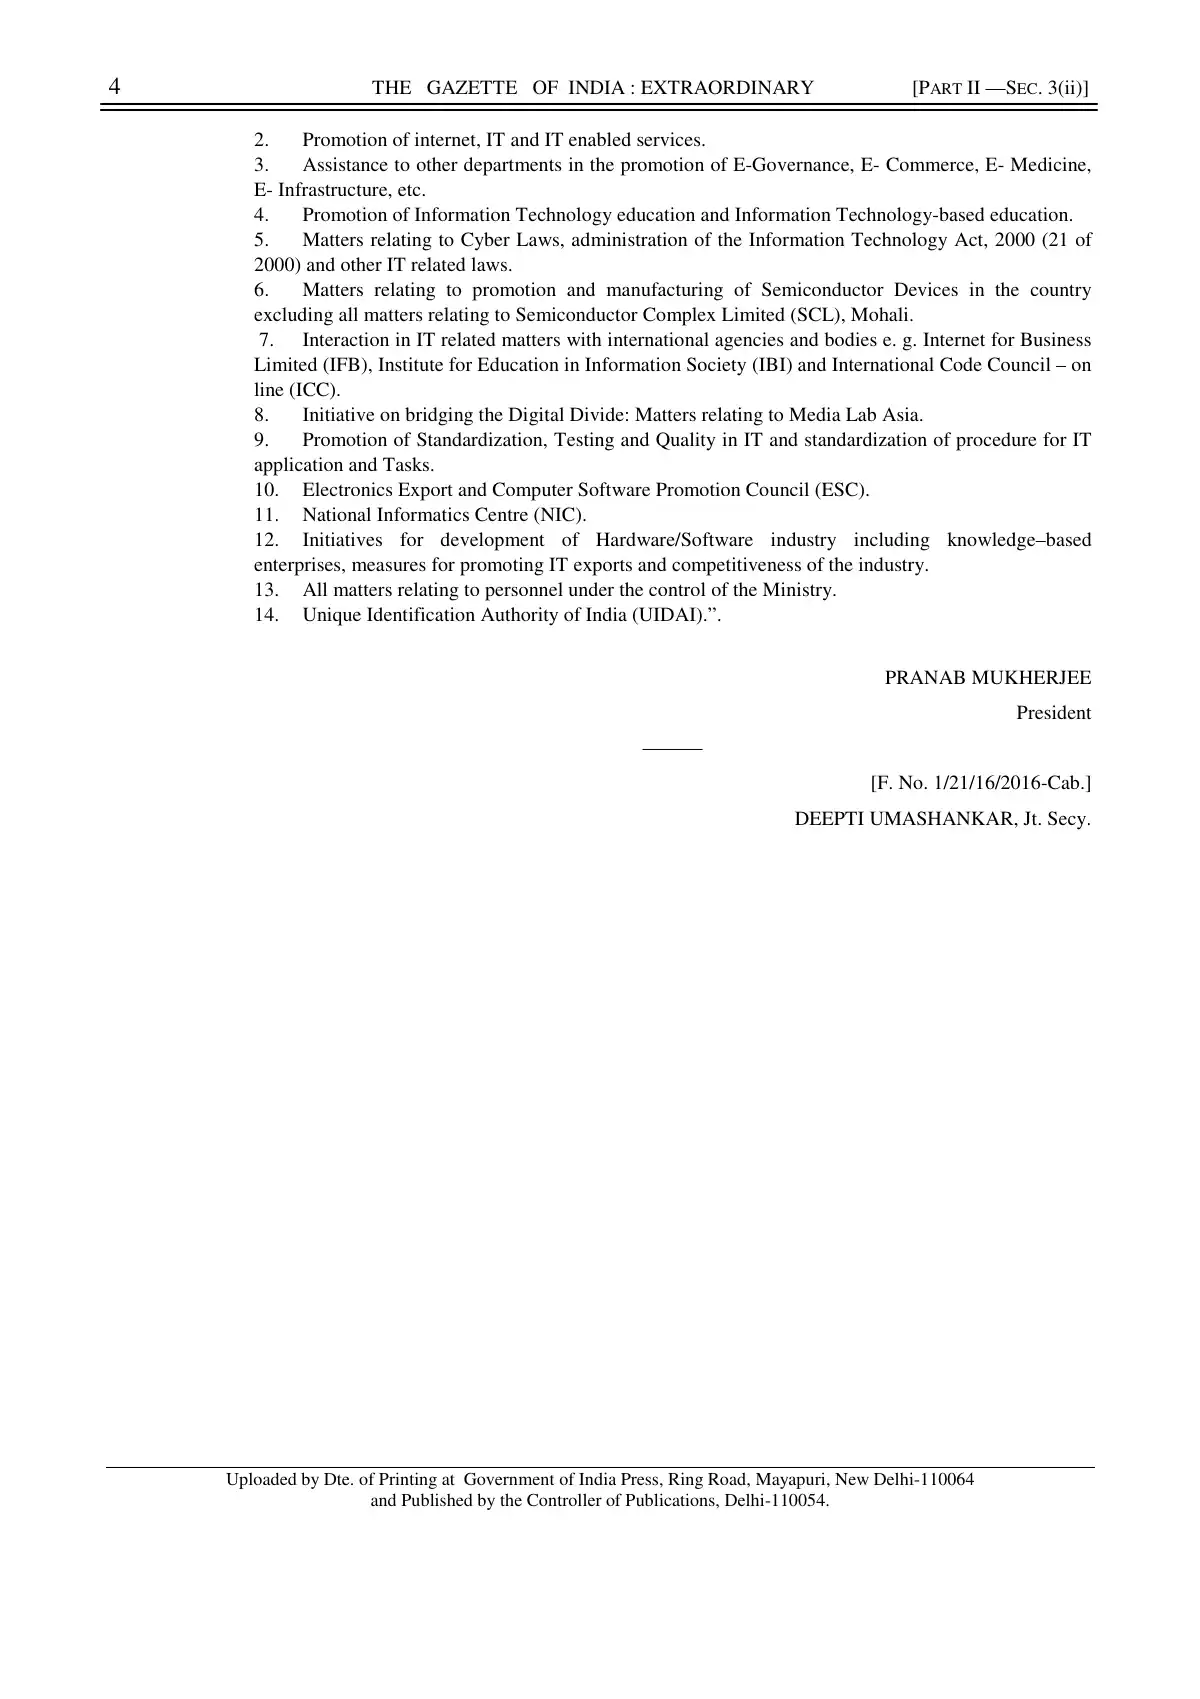 4 THE GAZETTE OF INDIA : EXTRAORDINARY [PART II —SEC. 3(ii)]
2. Promotion of internet, IT and IT enabled services.
3. Assistance to other departments in the promotion of E-Governance, E- Commerce, E- Medicine,
E- Infrastructure, etc.
4. Promotion of Information Technology education and Information Technology-based education.
5. Matters relating to Cyber Laws, administration of the Information Technology Act, 2000 (21 of
2000) and other IT related laws.
6. Matters relating to promotion and manufacturing of Semiconductor Devices in the country
excluding all matters relating to Semiconductor Complex Limited (SCL), Mohali.
7. Interaction in IT related matters with international agencies and bodies e. g. Internet for Business
Limited (IFB), Institute for Education in Information Society (IBI) and International Code Council – on
line (ICC).
8. Initiative on bridging the Digital Divide: Matters relating to Media Lab Asia.
9. Promotion of Standardization, Testing and Quality in IT and standardization of procedure for IT
application and Tasks.
10. Electronics Export and Computer Software Promotion Council (ESC).
11. National Informatics Centre (NIC).
12. Initiatives for development of Hardware/Software industry including knowledge–based
enterprises, measures for promoting IT exports and competitiveness of the industry.
13. All matters relating to personnel under the control of the Ministry.
14. Unique Identification Authority of India (UIDAI).”.
PRANAB MUKHERJEE
President
[F. No. 1/21/16/2016-Cab.]
DEEPTI UMASHANKAR, Jt. Secy.
Uploaded by Dte. of Printing at Government of India Press, Ring Road, Mayapuri, New Delhi-110064
and Published by the Controller of Publications, Delhi-110054.